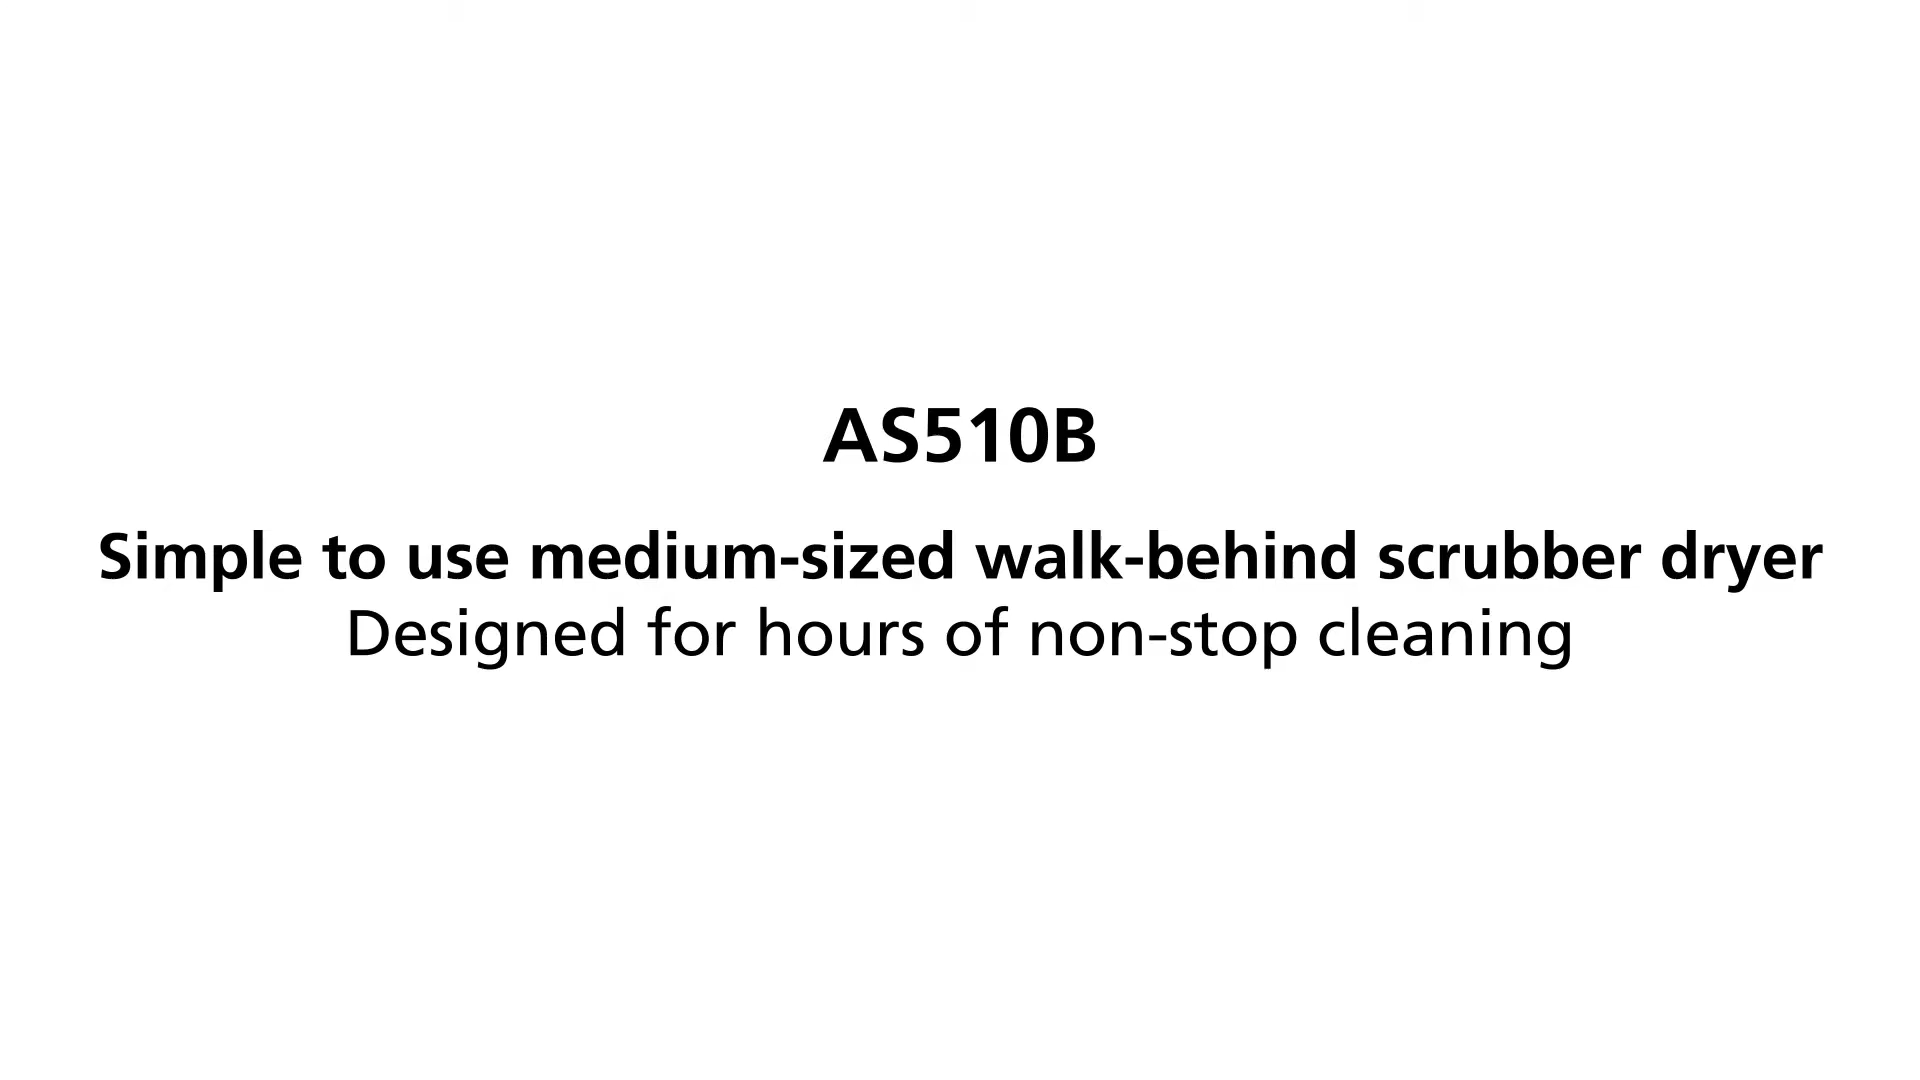 AS510B
Simple to use medium-sized walk-behind scrubber dryer
Designed for hours of non-stop cleaning